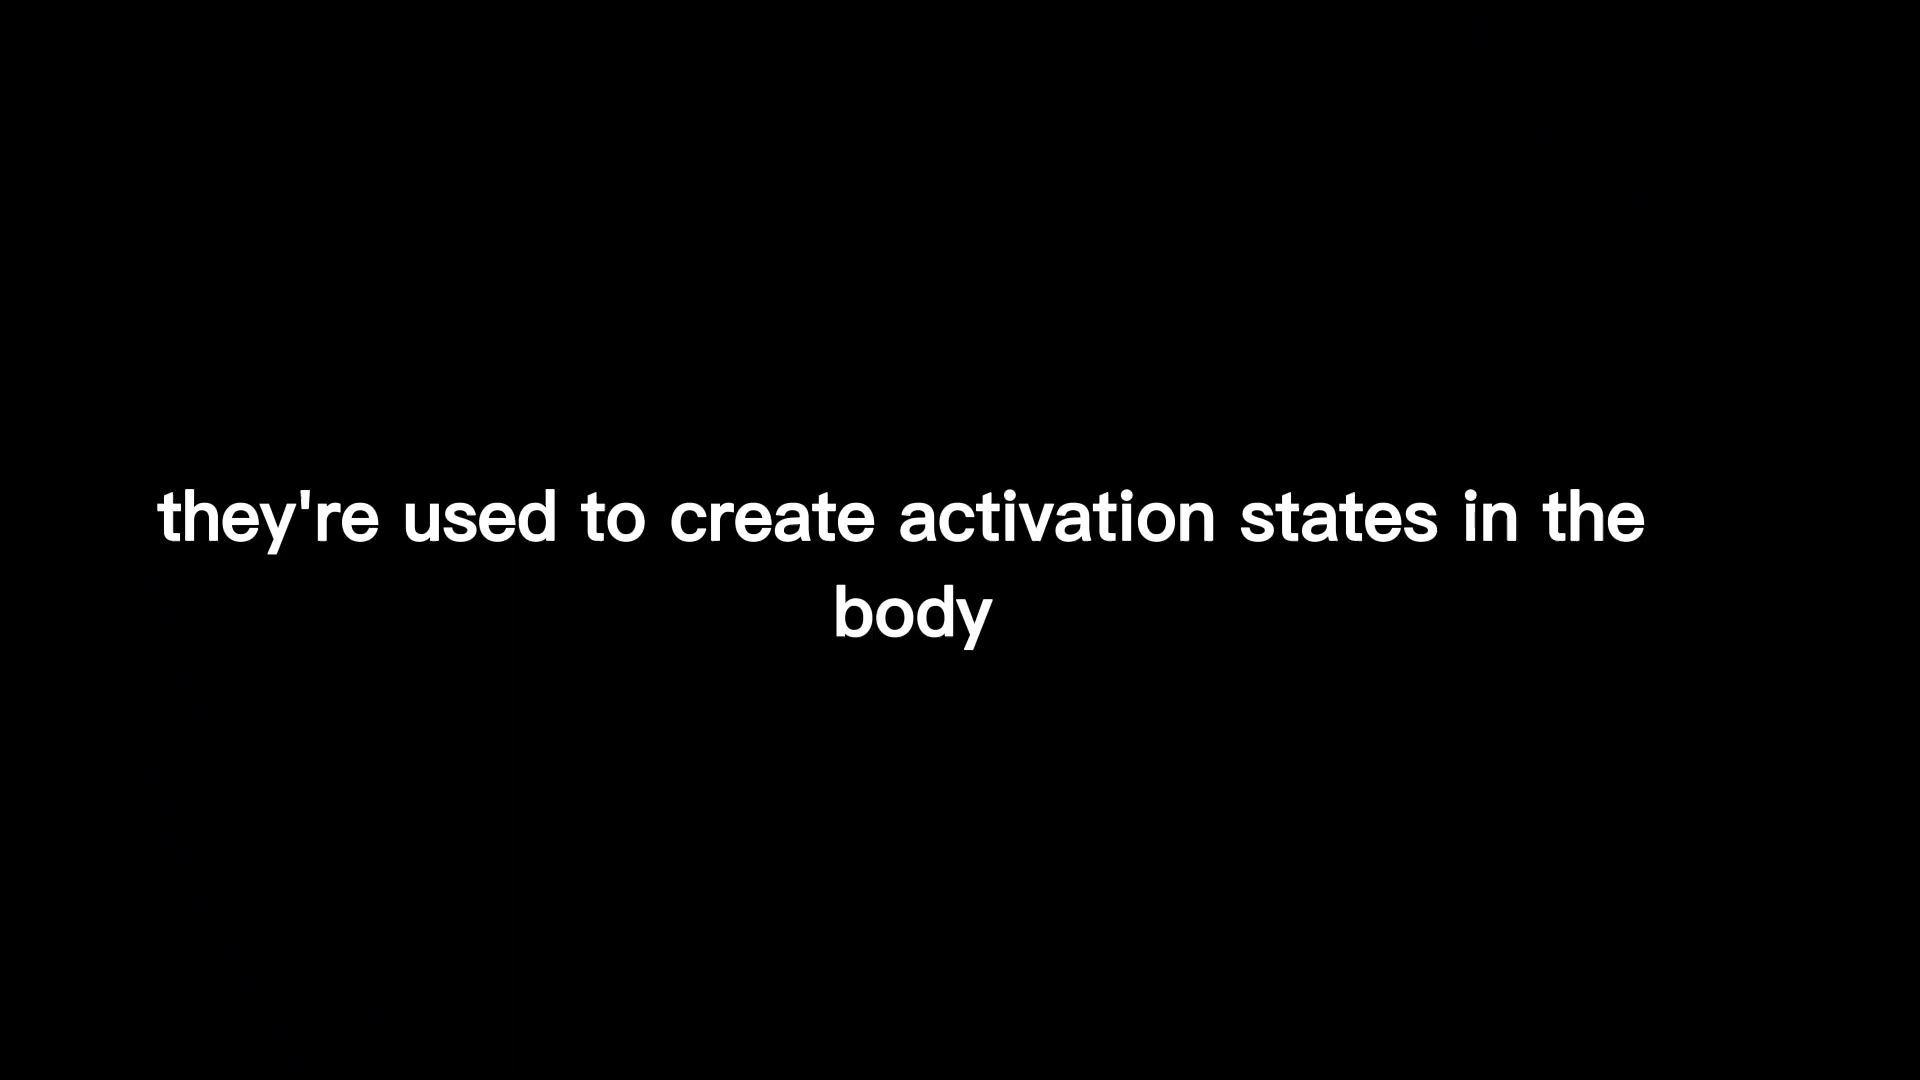 they're used to create activation states in the
body